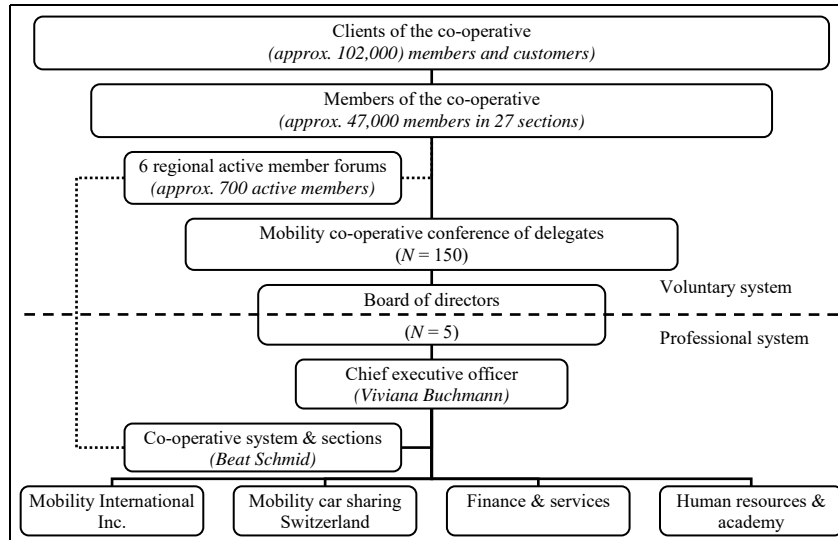 Clients of the co-operative
(approx. 102,000) members and customers)
Members of the co-operative
(approx. 47,000 members in 27 sections)
6 regional active member forums
(approx. 700 active members)
Mobility co-operative conference of delegates
(N = 150)
Board of directors
Voluntary system
(N = 5)
Professional system
Chief executive officer
(Viviana Buchmann)
Co-operative system & sections
(Beat Schmid)
Mobility International
Inc.
Mobility car sharing
Switzerland
Finance & services
Human resources &
academy